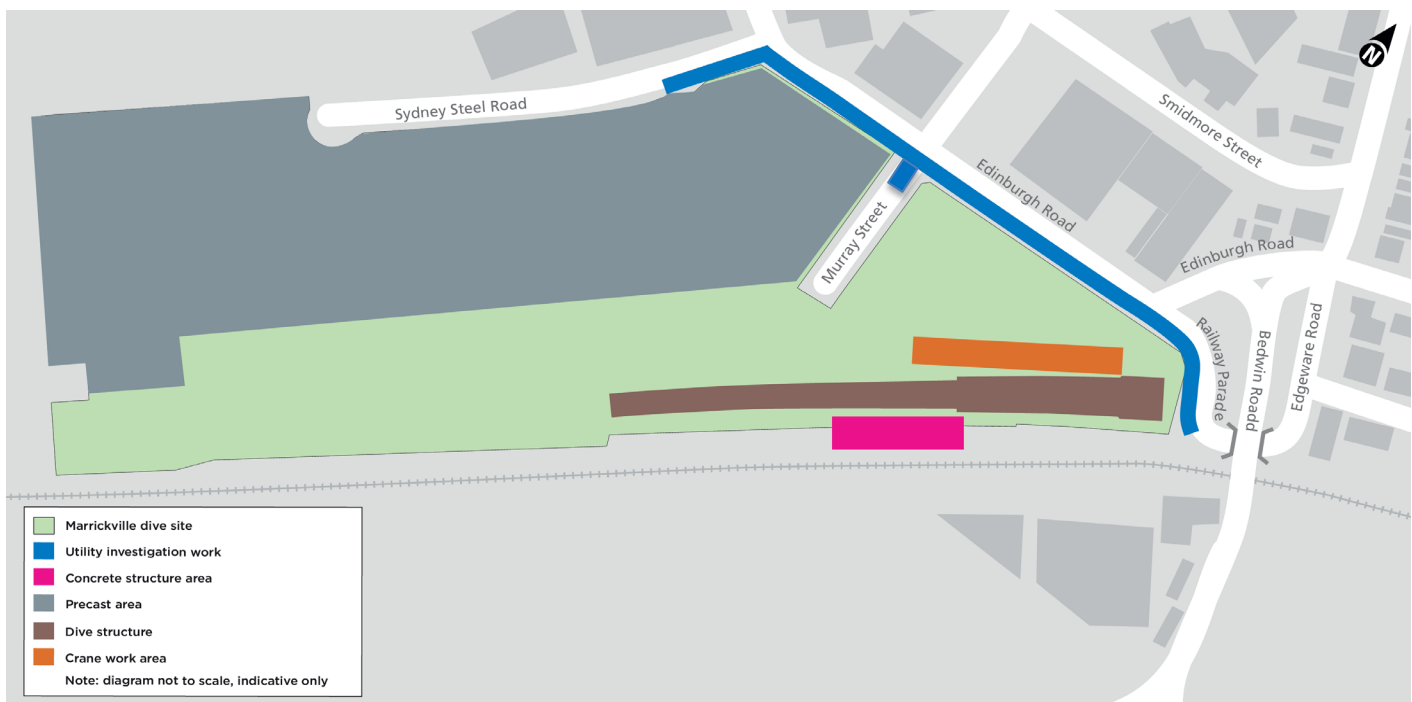 N
Sydney Steel Road
Smidmore Street
Edinburgh Road
Murray Street
Edinburgh Road
Railway Parade
Bedwin Roadd
Edgeware Road
Marrickville dive site
Utility investigation work
Concrete structure area
Precast area
Dive structure
Crane work area
Note: diagram not to scale, indicative only